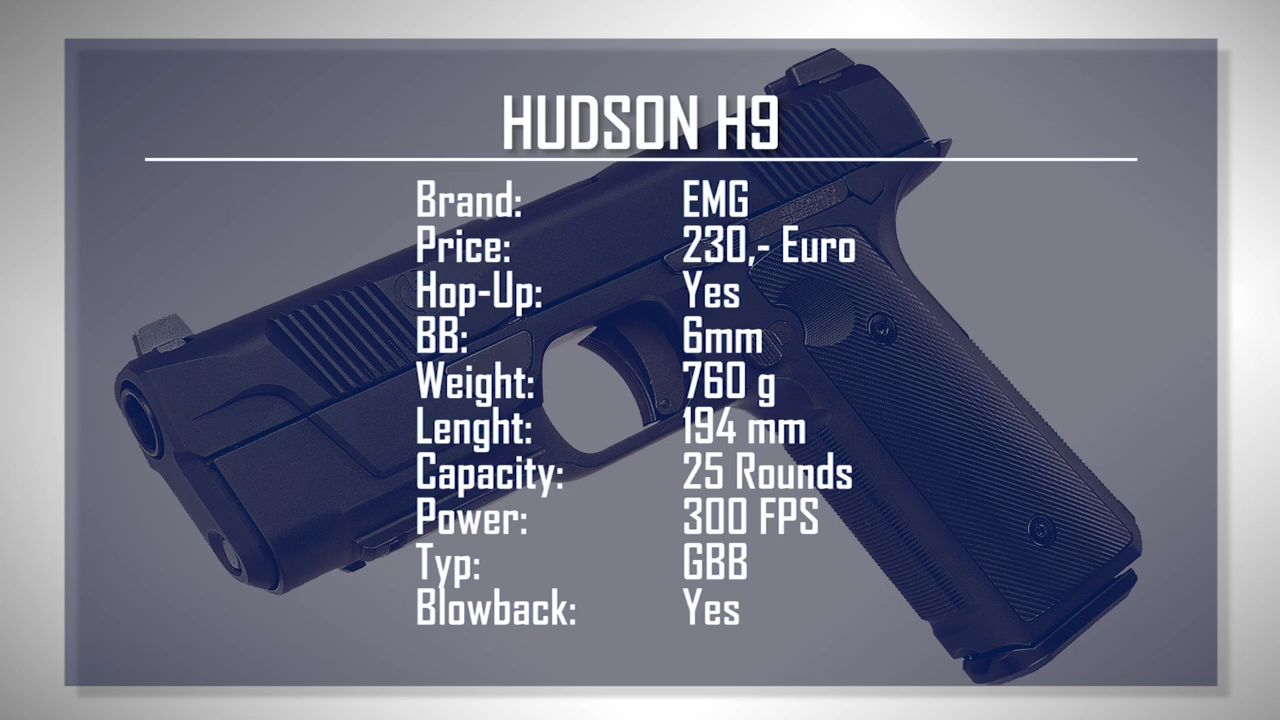 HUDSON H9
Brand: EMG
Price: 230,- Euro
Hop-Up: Yes
BB: 6mm
Weight: 760 g
Lenght: 194 mm
Capacity: 25 Rounds
Power: 300 FPS
Typ: GBB
Blowback: Yes